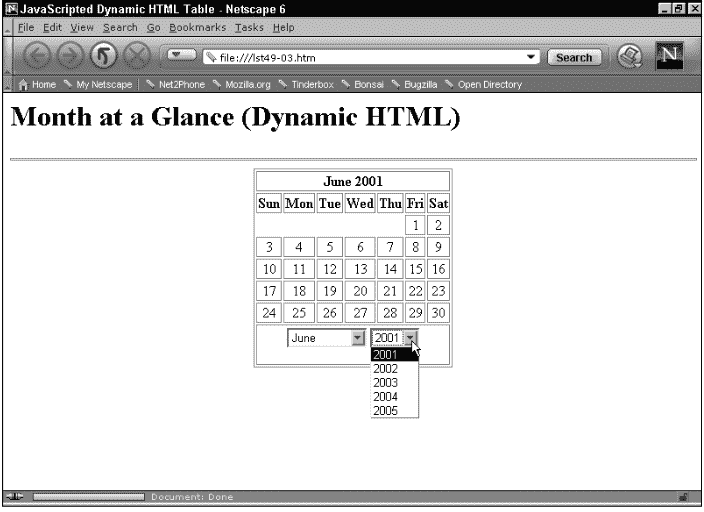 JavaScripted Dynamic HTML Table - Netscape 6
File Edit View Search Go Bookmarks Tasks Help
file:///lst49-03.htm Search N
Home My Netscape Net2Phone Mozilla.org Tinderbox Bonsai Bugzilla Open Directory
Month at a Glance (Dynamic HTML)
June 2001
Sun Mon Tue Wed Thu Fri Sat
1 2
3 4 5 6 7 8 9
10 11 12 13 14 15 16
17 18 19 20 21 22 23
24 25 26 27 28 29 30
June 2001
2001
2002
2003
2004
2005
Document: Done